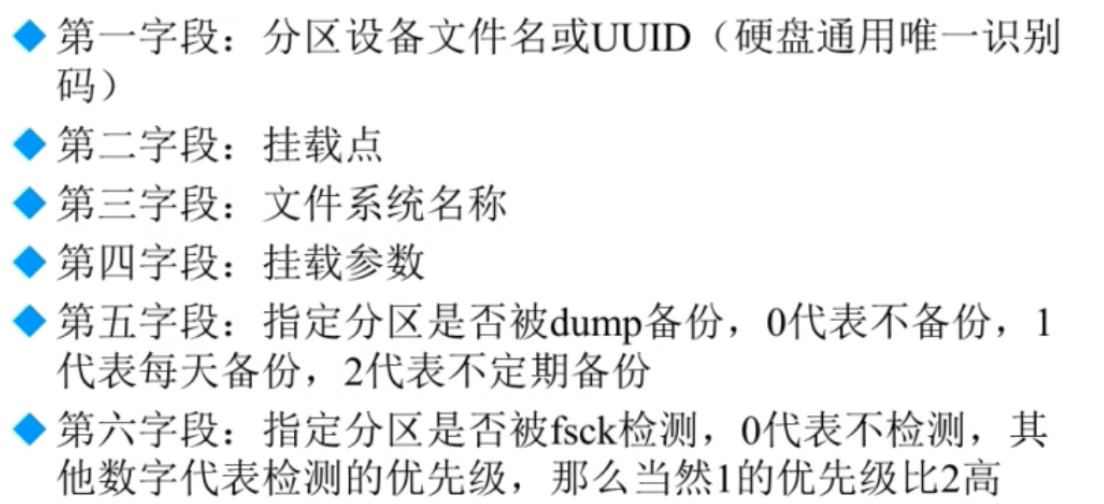 第一字段：分区设备文件名或UUID（硬盘通用唯一识别
码）
第二字段：挂载点
第三字段：文件系统名称
第四字段：挂载参数
第五字段：指定分区是否被dump备份，0代表不备份，1
代表每天备份，2代表不定期备份
第六字段：指定分区是否被fsck检测，0代表不检测，其
他数字代表检测的优先级，那么当然1的优先级比2高